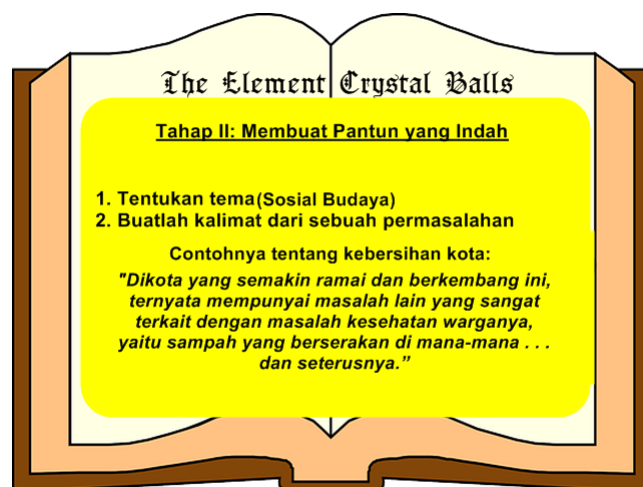 The Element Crystal Balls
Tahap II: Membuat Pantun yang Indah
1. Tentukan tema(Sosial Budaya)
2. Buatlah kalimat dari sebuah permasalahan
Contohnya tentang kebersihan kota:
"Dikota yang semakin ramai dan berkembang ini,
ternyata mempunyai masalah lain yang sangat
terkait dengan masalah kesehatan warganya,
yaitu sampah yang berserakan di mana-mana . . .
dan seterusnya.”